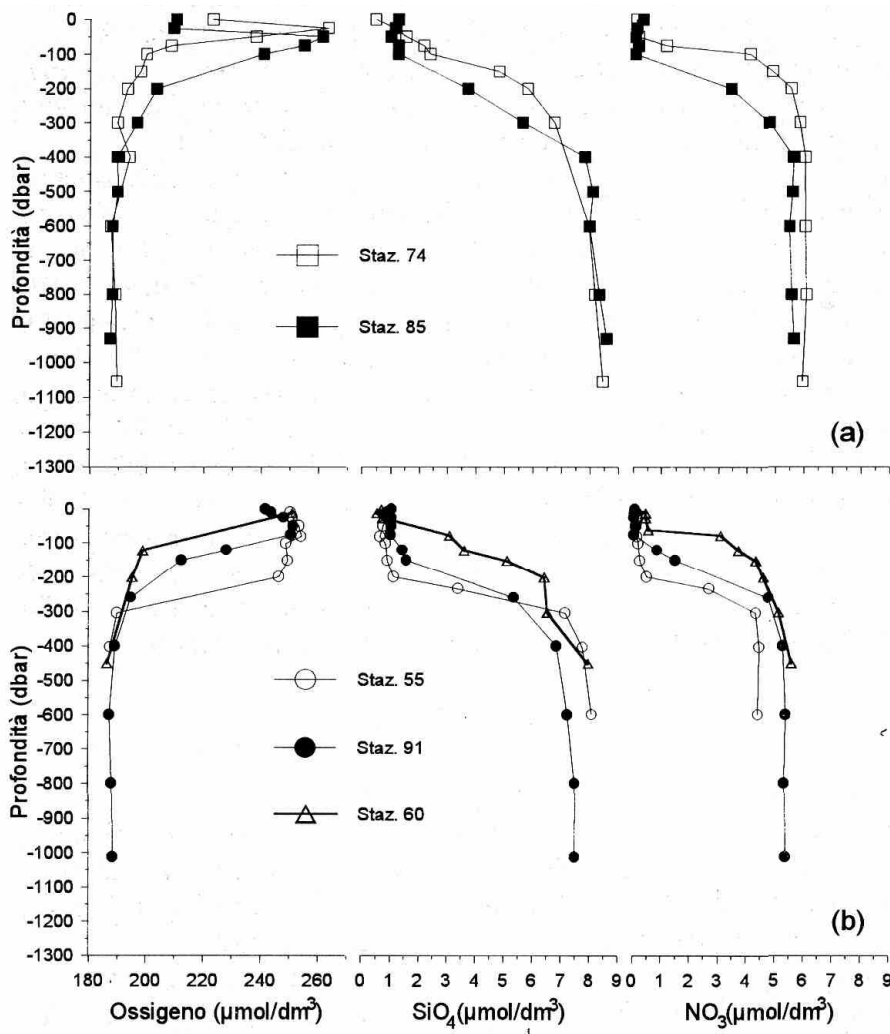 Profondità (dbar)
0
-100
-200
-300
-400
-500
-600
-700
-800
-900
-1000
-1100
-1200
-1300
Staz. 74
Staz. 85
(a)
Profondità (dbar)
0
-100
-200
-300
-400
-500
-600
-700
-800
-900
-1000
-1100
-1200
-1300
Staz. 55
Staz. 91
Staz. 60
(b)
180 200 220 240 260 0 1 2 3 4 5 6 7 8 9 0 1 2 3 4 5 6 7 8 9
Ossigeno (µmol/dm³) SiO₄(µmol/dm³) NO₃(µmol/dm³)